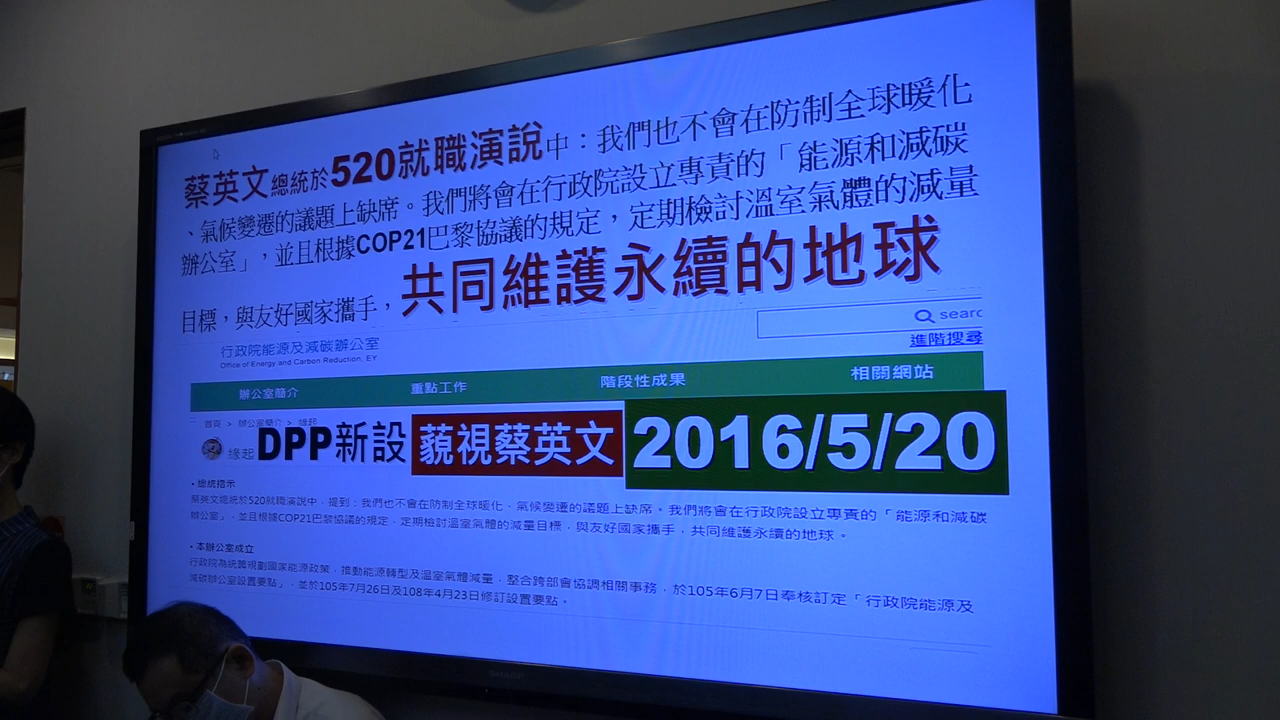 蔡英文總統於520就職演說中：我們也不會在防制全球暖化
、氣候變遷的議題上缺席。我們將會在行政院設立專責的「能源和減碳
辦公室」，並且根據COP21巴黎協議的規定，定期檢討溫室氣體的減量
目標，與友好國家攜手，共同維護永續的地球
searc
行政院能源及減碳辦公室
進階搜尋
Office of Energy and Carbon Reduction, EY
辦公室簡介 重點工作 階段性成果 相關網站
首頁 > 辦公室簡介 > 緣起
緣起 DPP新設 藐視蔡英文 2016/5/20
• 總統指示
蔡英文總統於520就職演說中，提到：我們也不會在防制全球暖化、氣候變遷的議題上缺席。我們將會在行政院設立專責的「能源和減碳
辦公室」，並且根據COP21巴黎協議的規定，定期檢討溫室氣體的減量目標，與友好國家攜手，共同維護永續的地球。
• 本辦公室成立
行政院為統籌規劃國家能源政策，推動能源轉型及溫室氣體減量，整合跨部會協調相關事務，於105年6月7日奉核訂定「行政院能源及
減碳辦公室設置要點」，並於105年7月26日及108年4月23日修訂設置要點。
SHARP